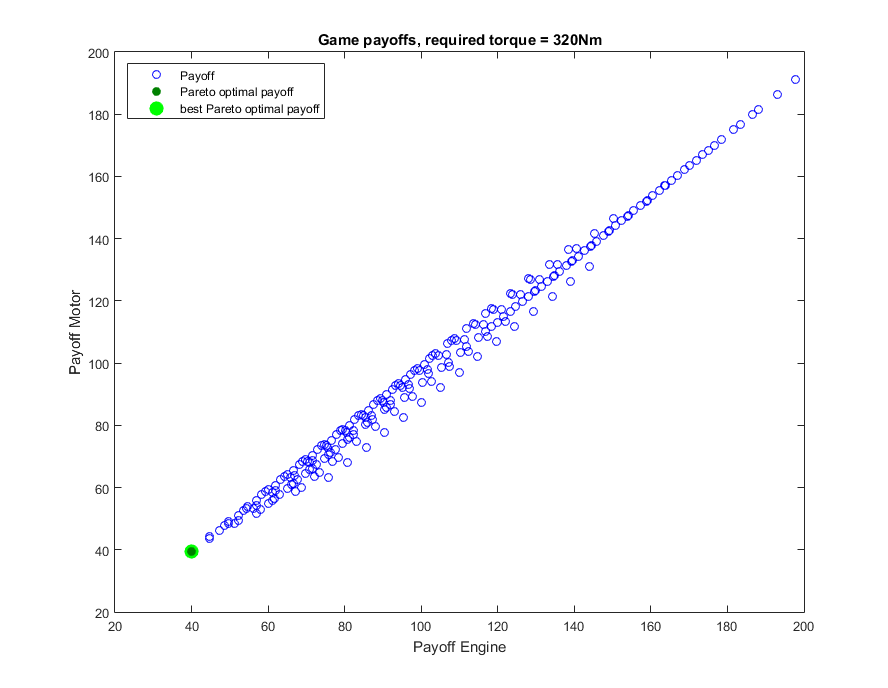 Game payoffs, required torque = 320Nm
Payoff
Pareto optimal payoff
best Pareto optimal payoff
200
180
160
140
120
100
80
60
40
20
Payoff Motor
20 40 60 80 100 120 140 160 180 200
Payoff Engine